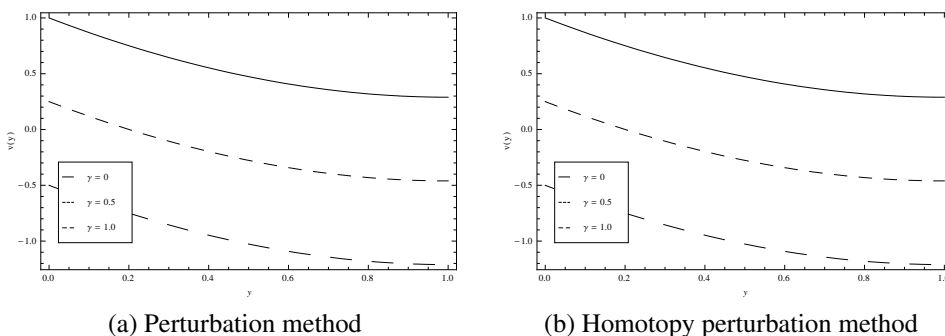 1.0
0.5
0.0
−0.5
−1.0
v(y)
γ = 0
γ = 0.5
γ = 1.0
0.0 0.2 0.4 0.6 0.8 1.0
y
(a) Perturbation method
1.0
0.5
0.0
−0.5
−1.0
v(y)
γ = 0
γ = 0.5
γ = 1.0
0.0 0.2 0.4 0.6 0.8 1.0
y
(b) Homotopy perturbation method